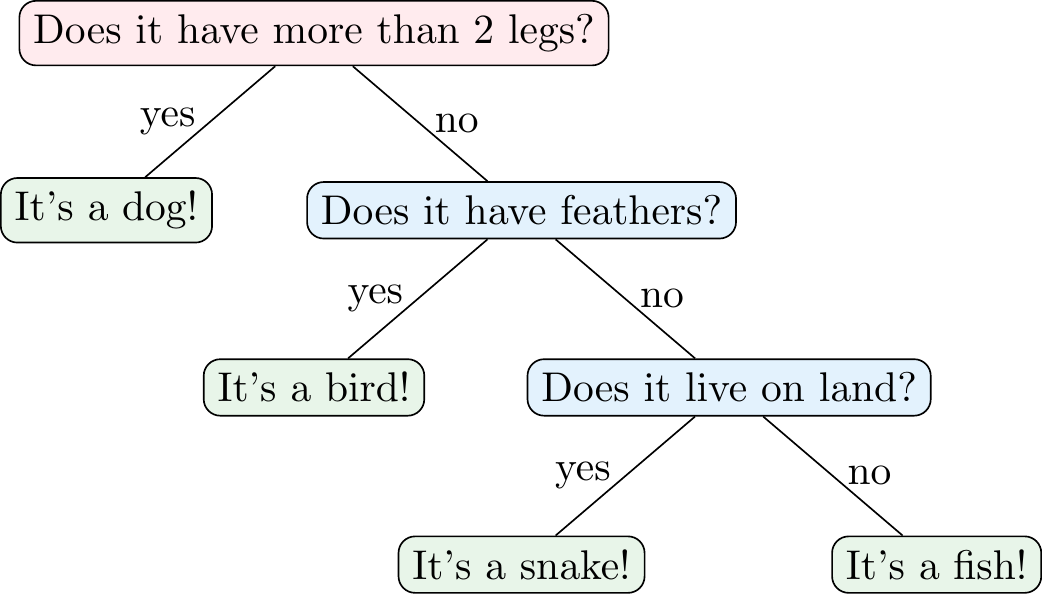 Does it have more than 2 legs?
yes
no
It's a dog!
Does it have feathers?
yes
no
It's a bird!
Does it live on land?
yes
no
It's a snake!
It's a fish!